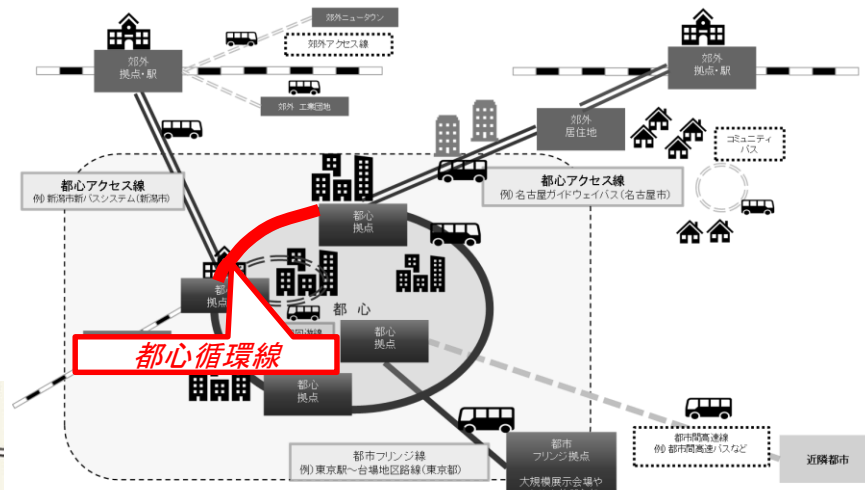 郊外ニュータウン
郊外アクセス線
郊外
拠点・駅
郊外 工業団地
郊外
拠点・駅
郊外
居住地
コミュニティ
バス
都心アクセス線
例) 新潟市新バスシステム(新潟市)
都心アクセス線
例) 名古屋ガイドウェイバス(名古屋市)
都心
拠点
都心
拠点
都 心
都心
拠点
都心循環線
都心
拠点
都市フリンジ線
例) 東京駅～台場地区路線(東京都)
都市
フリンジ拠点
大規模展示会場や
都市間高速線
例) 都市間高速バスなど
近隣都市